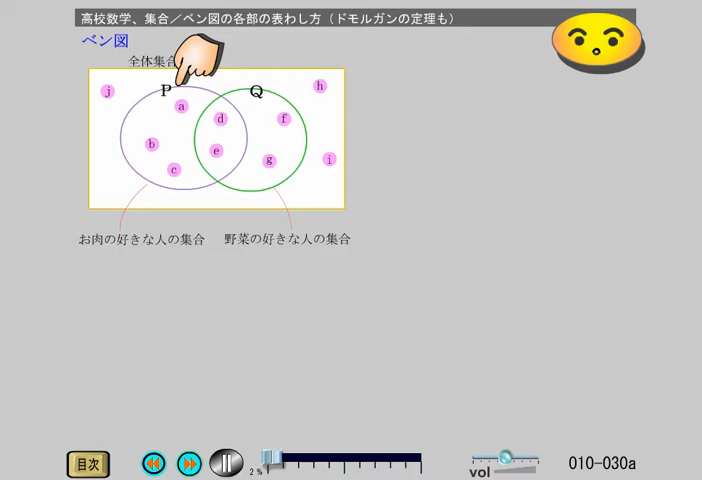 高校数学、集合／ベン図の各部の表わし方（ドモルガンの定理も）
ベン図
全体集合
P Q
j
h
a
d
f
b
e
g
i
c
お肉の好きな人の集合 野菜の好きな人の集合
目次
2 %
vol
010-030a